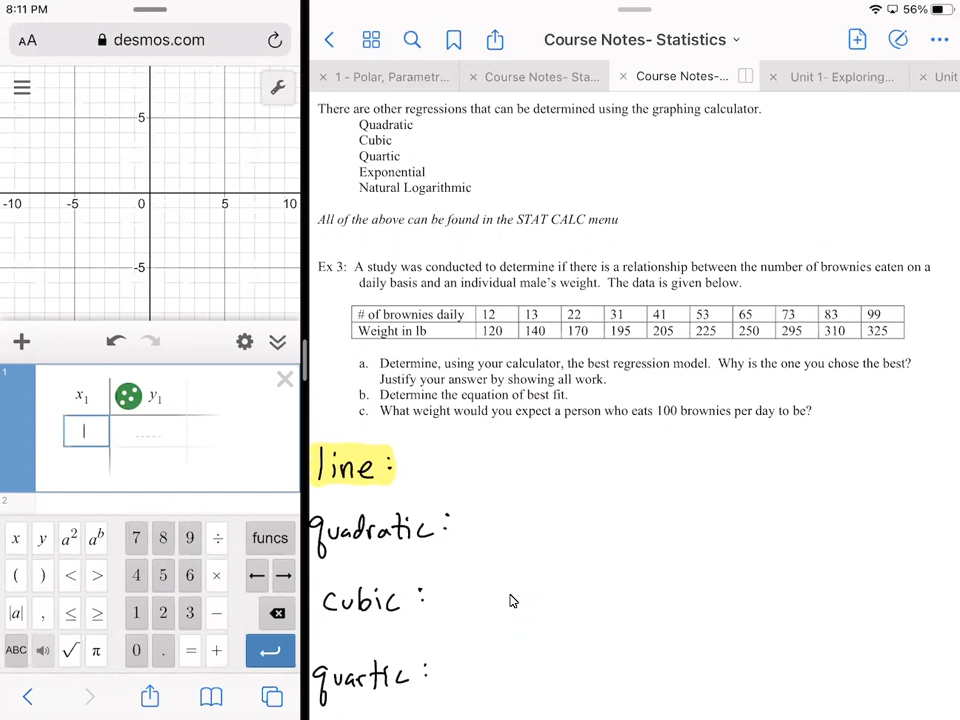 8:11 PM
56%
AA desmos.com
Course Notes- Statistics
1 - Polar, Parametr...
Course Notes- Sta...
Course Notes-...
Unit 1- Exploring...
Unit
5
-10 -5 0 5 10
-5
1
x1 y1
2
x y a² aᵇ 7 8 9 ÷ funcs
( ) < > 4 5 6 × ← →
|a| , ≤ ≥ 1 2 3 −
ABC √ π 0 . = +
There are other regressions that can be determined using the graphing calculator.
Quadratic
Cubic
Quartic
Exponential
Natural Logarithmic
All of the above can be found in the STAT CALC menu
Ex 3: A study was conducted to determine if there is a relationship between the number of brownies eaten on a
daily basis and an individual male's weight. The data is given below.
# of brownies daily 12 13 22 31 41 53 65 73 83 99
Weight in lb 120 140 170 195 205 225 250 295 310 325
a. Determine, using your calculator, the best regression model. Why is the one you chose the best?
Justify your answer by showing all work.
b. Determine the equation of best fit.
c. What weight would you expect a person who eats 100 brownies per day to be?
line:
quadratic:
cubic:
quartic: